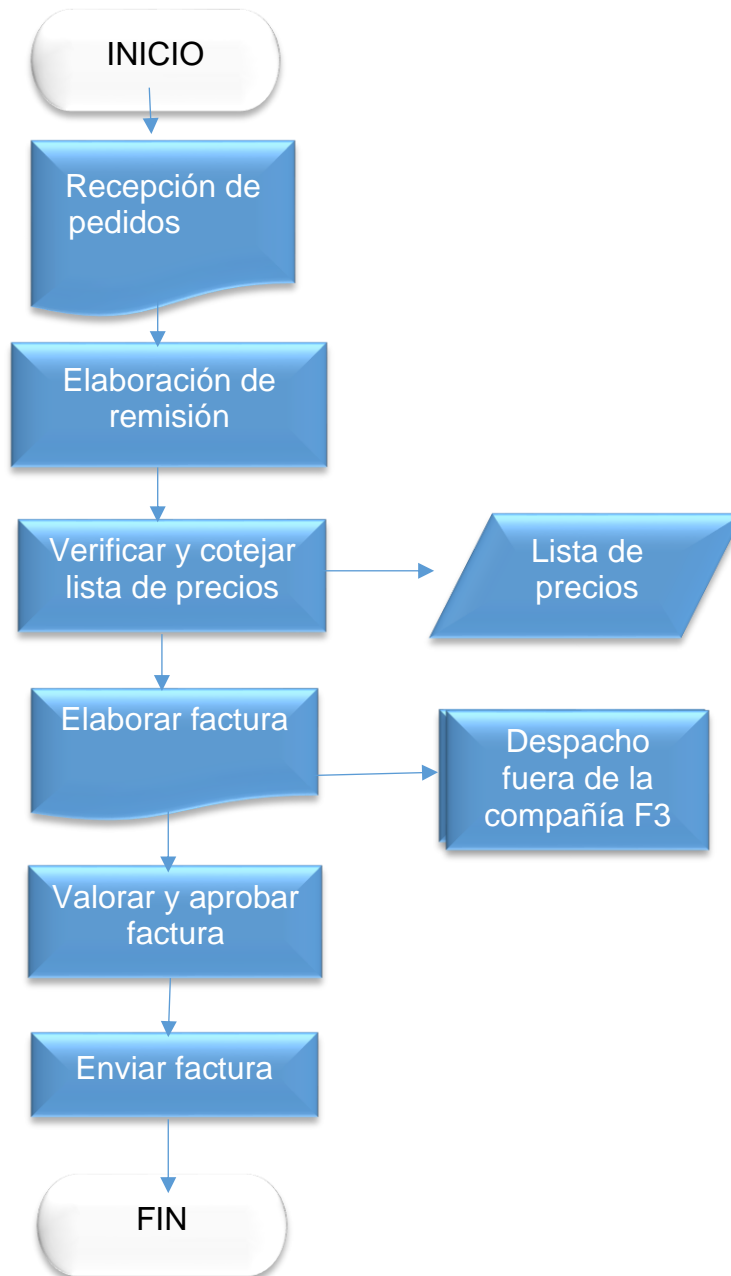 INICIO
Recepción de
pedidos
Elaboración de
remisión
Verificar y cotejar
lista de precios
Lista de
precios
Elaborar factura
Despacho
fuera de la
compañía F3
Valorar y aprobar
factura
Enviar factura
FIN